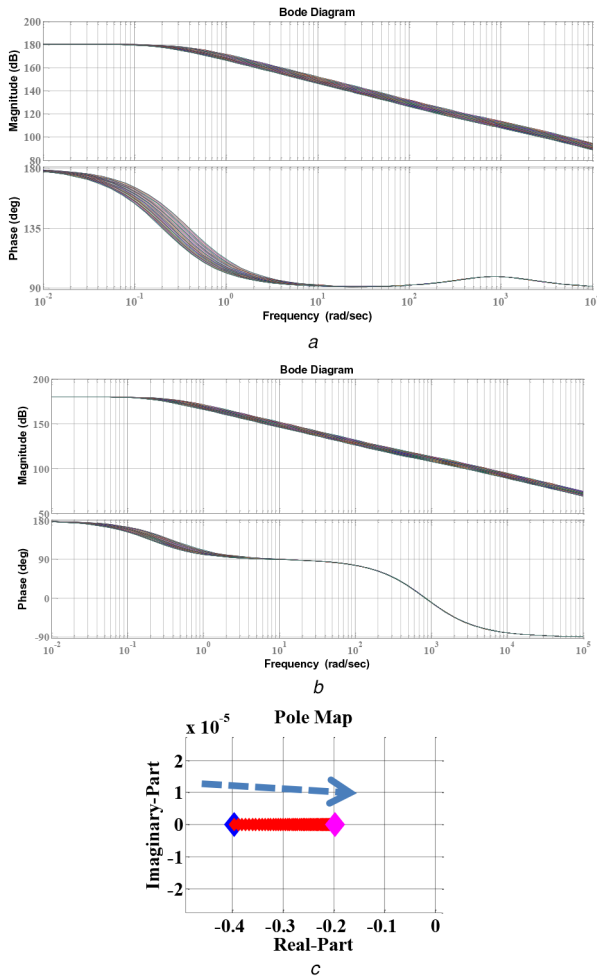 Bode Diagram
Magnitude (dB)
200
180
160
140
120
100
80
Phase (deg)
180
135
90
10^-2 10^-1 10^0 10^1 10^2 10^3
Frequency (rad/sec)
a
Bode Diagram
Magnitude (dB)
200
150
100
50
Phase (deg)
180
90
0
-90
10^-2 10^-1 10^0 10^1 10^2 10^3 10^4 10^5
Frequency (rad/sec)
b
Pole Map
x 10^-5
Imaginary-Part
2
1
0
-1
-2
-0.4 -0.3 -0.2 -0.1 0
Real-Part
c